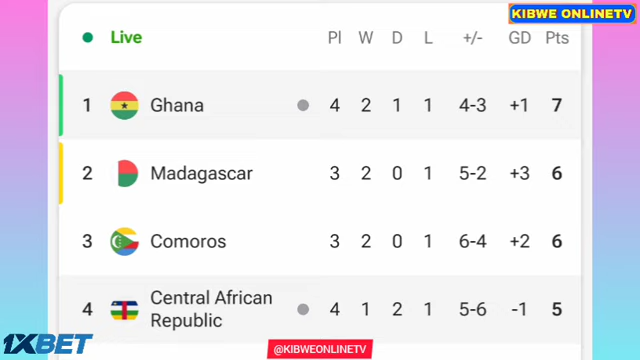 KIBWE ONLINETV
Live Pl W D L +/- GD Pts
1 Ghana 4 2 1 1 4-3 +1 7
2 Madagascar 3 2 0 1 5-2 +3 6
3 Comoros 3 2 0 1 6-4 +2 6
4 Central African Republic 4 1 2 1 5-6 -1 5
1XBET
@KIBWEONLINETV